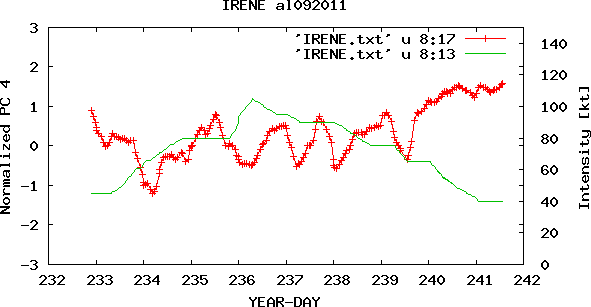 IRENE al092011
'IRENE.txt' u 8:17
'IRENE.txt' u 8:13
Normalized PC 4
3
2
1
0
-1
-2
-3
Intensity [kt]
140
120
100
80
60
40
20
0
232 233 234 235 236 237 238 239 240 241 242
YEAR-DAY